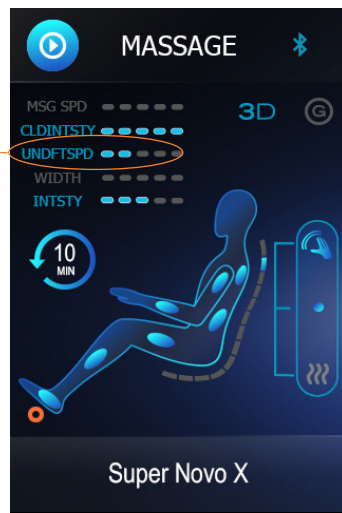 MASSAGE
MSG SPD
3D
G
CLDINTSTY
UNDFTSPD
WIDTH
INTSTY
10
MIN
Super Novo X